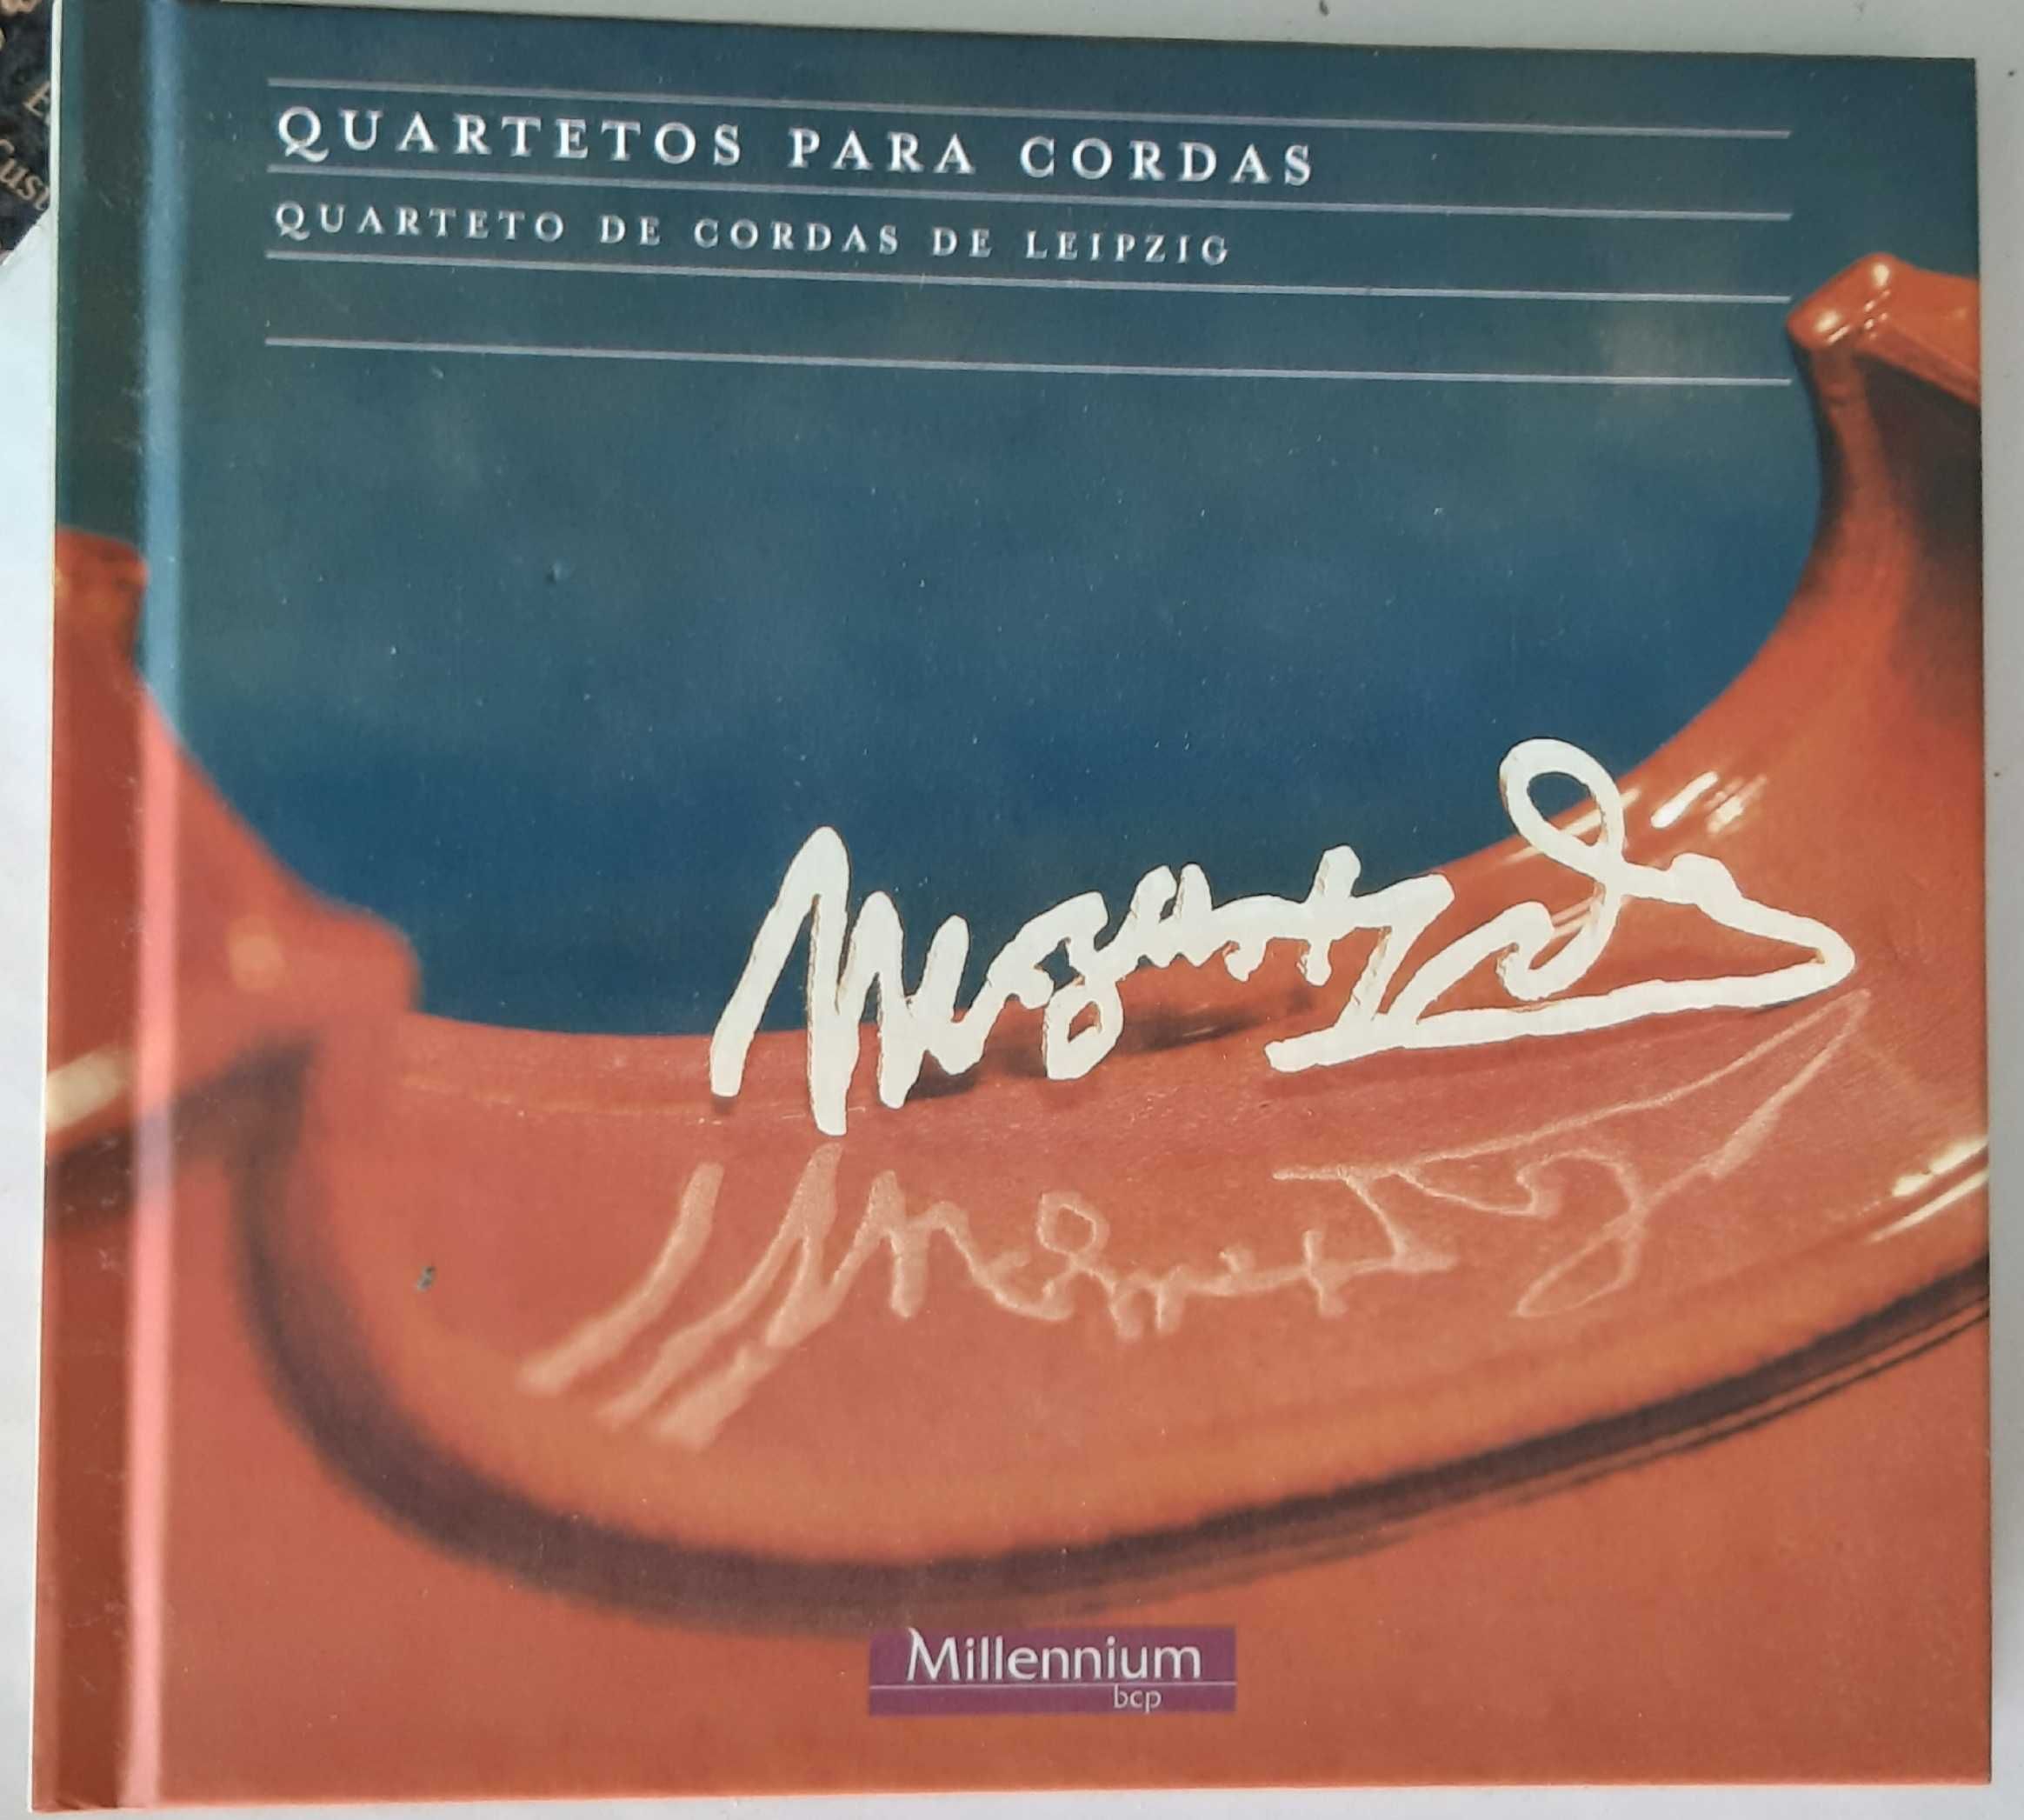 QUARTETOS PARA CORDAS
QUARTETO DE CORDAS DE LEIPZIG
Mozart
Millennium
bcp